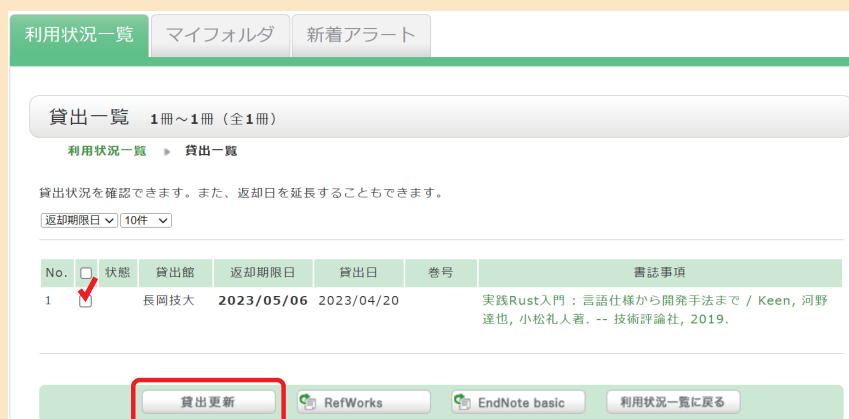 利用状況一覧 マイフォルダ 新着アラート
貸出一覧 1冊～1冊（全1冊）
利用状況一覧 ▶ 貸出一覧
貸出状況を確認できます。また、返却日を延長することもできます。
返却期限日 10件
No. 状態 貸出館 返却期限日 貸出日 巻号 書誌事項
1 長岡技大 2023/05/06 2023/04/20 実践Rust入門 : 言語仕様から開発手法まで / Keen, 河野
達也, 小松礼人著. -- 技術評論社, 2019.
貸出更新 RefWorks EndNote basic 利用状況一覧に戻る